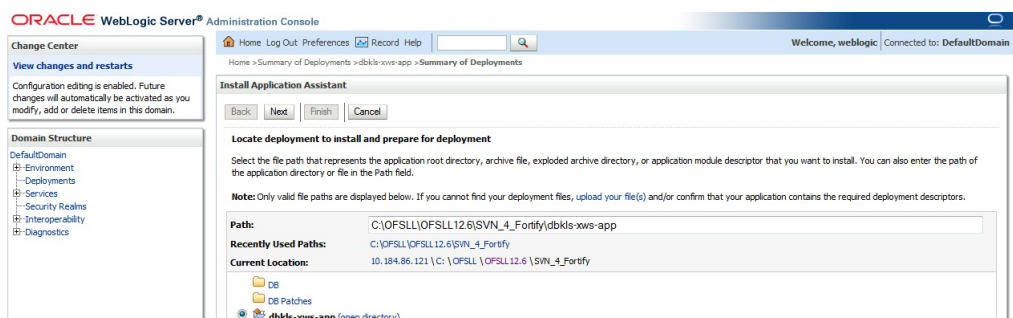 ORACLE WebLogic Server® Administration Console
Change Center
View changes and restarts
Configuration editing is enabled. Future
changes will automatically be activated as you
modify, add or delete items in this domain.
Domain Structure
DefaultDomain
Environment
Deployments
Services
Security Realms
Interoperability
Diagnostics
Home Log Out Preferences Record Help
Welcome, weblogic Connected to: DefaultDomain
Home >Summary of Deployments >dbkls-xws-app >Summary of Deployments
Install Application Assistant
Back Next Finish Cancel
Locate deployment to install and prepare for deployment
Select the file path that represents the application root directory, archive file, exploded archive directory, or application module descriptor that you want to install. You can also enter the path of
the application directory or file in the Path field.
Note: Only valid file paths are displayed below. If you cannot find your deployment files, upload your file(s) and/or confirm that your application contains the required deployment descriptors.
Path: C:\OFSLL\OFSLL12.6\SVN_4_Fortify\dbkls-xws-app
Recently Used Paths: C:\OFSLL\OFSLL12.6\SVN_4_Fortify
Current Location: 10.184.86.121 \ C: \ OFSLL \ OFSLL12.6 \ SVN_4_Fortify
DB
DB Patches
dbkls-xws-app (open directory)